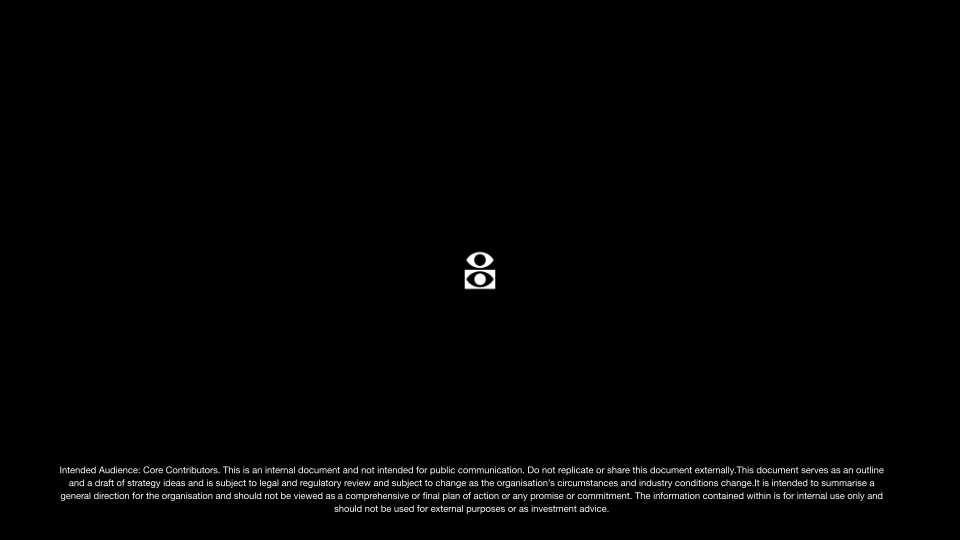 Intended Audience: Core Contributors. This is an internal document and not intended for public communication. Do not replicate or share this document externally.This document serves as an outline
and a draft of strategy ideas and is subject to legal and regulatory review and subject to change as the organisation's circumstances and industry conditions change.It is intended to summarise a
general direction for the organisation and should not be viewed as a comprehensive or final plan of action or any promise or commitment. The information contained within is for internal use only and
should not be used for external purposes or as investment advice.